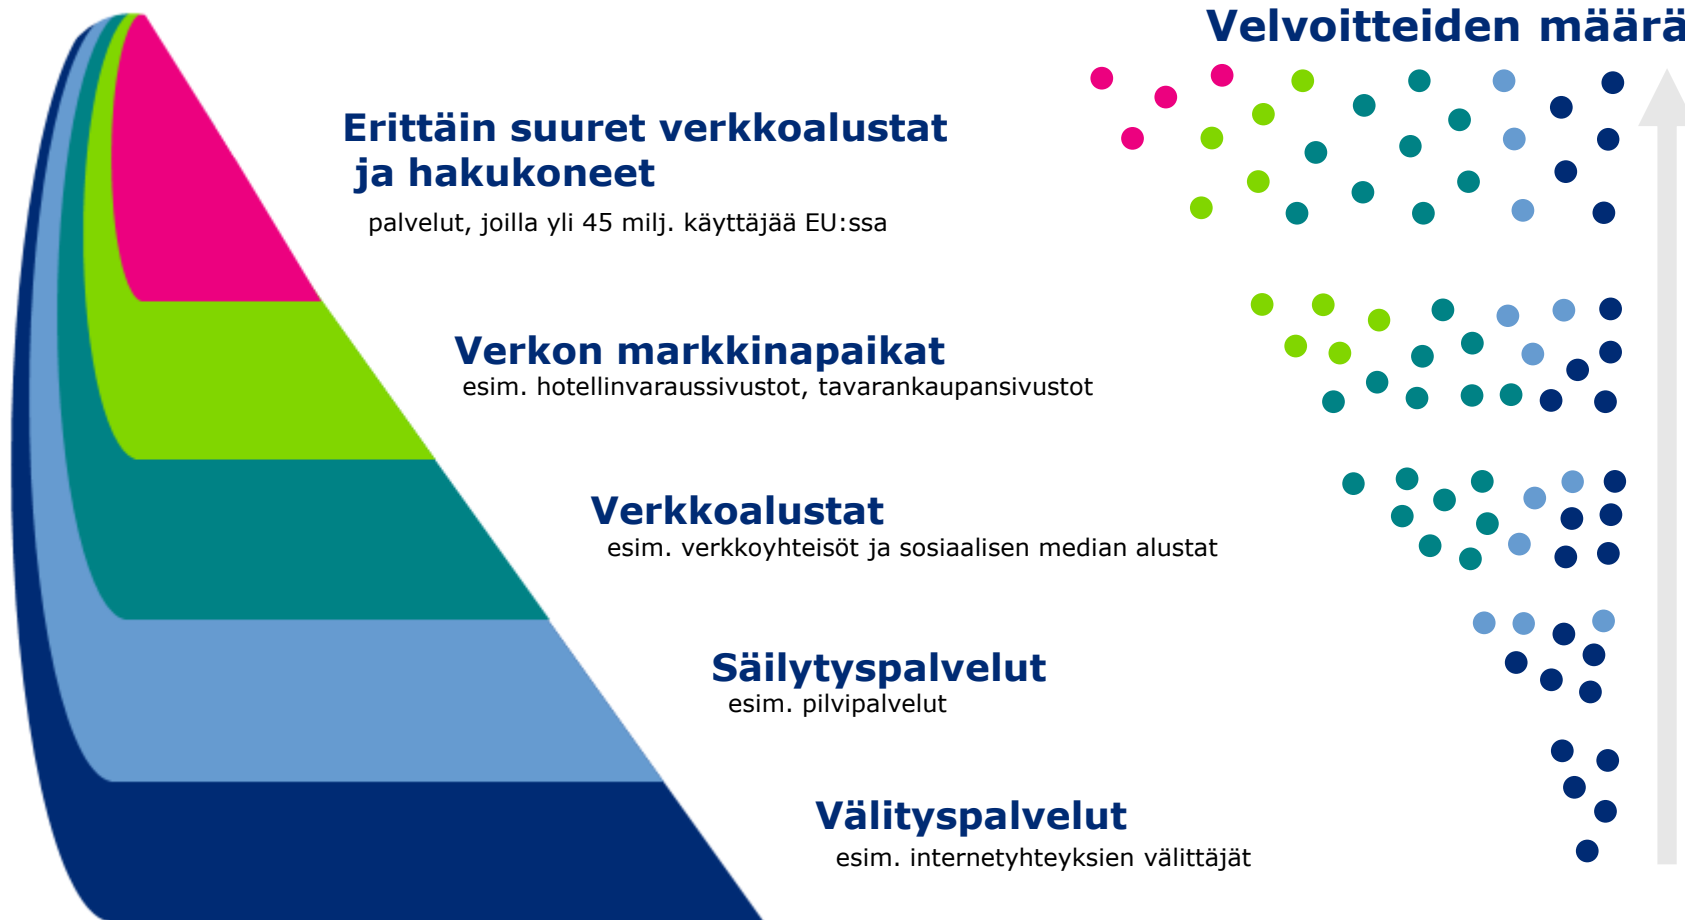 Velvoitteiden määrä
Erittäin suuret verkkoalustat
ja hakukoneet
palvelut, joilla yli 45 milj. käyttäjää EU:ssa
Verkon markkinapaikat
esim. hotellinvaraussivustot, tavarankaupansivustot
Verkkoalustat
esim. verkkoyhteisöt ja sosiaalisen median alustat
Säilytyspalvelut
esim. pilvipalvelut
Välityspalvelut
esim. internetyhteyksien välittäjät